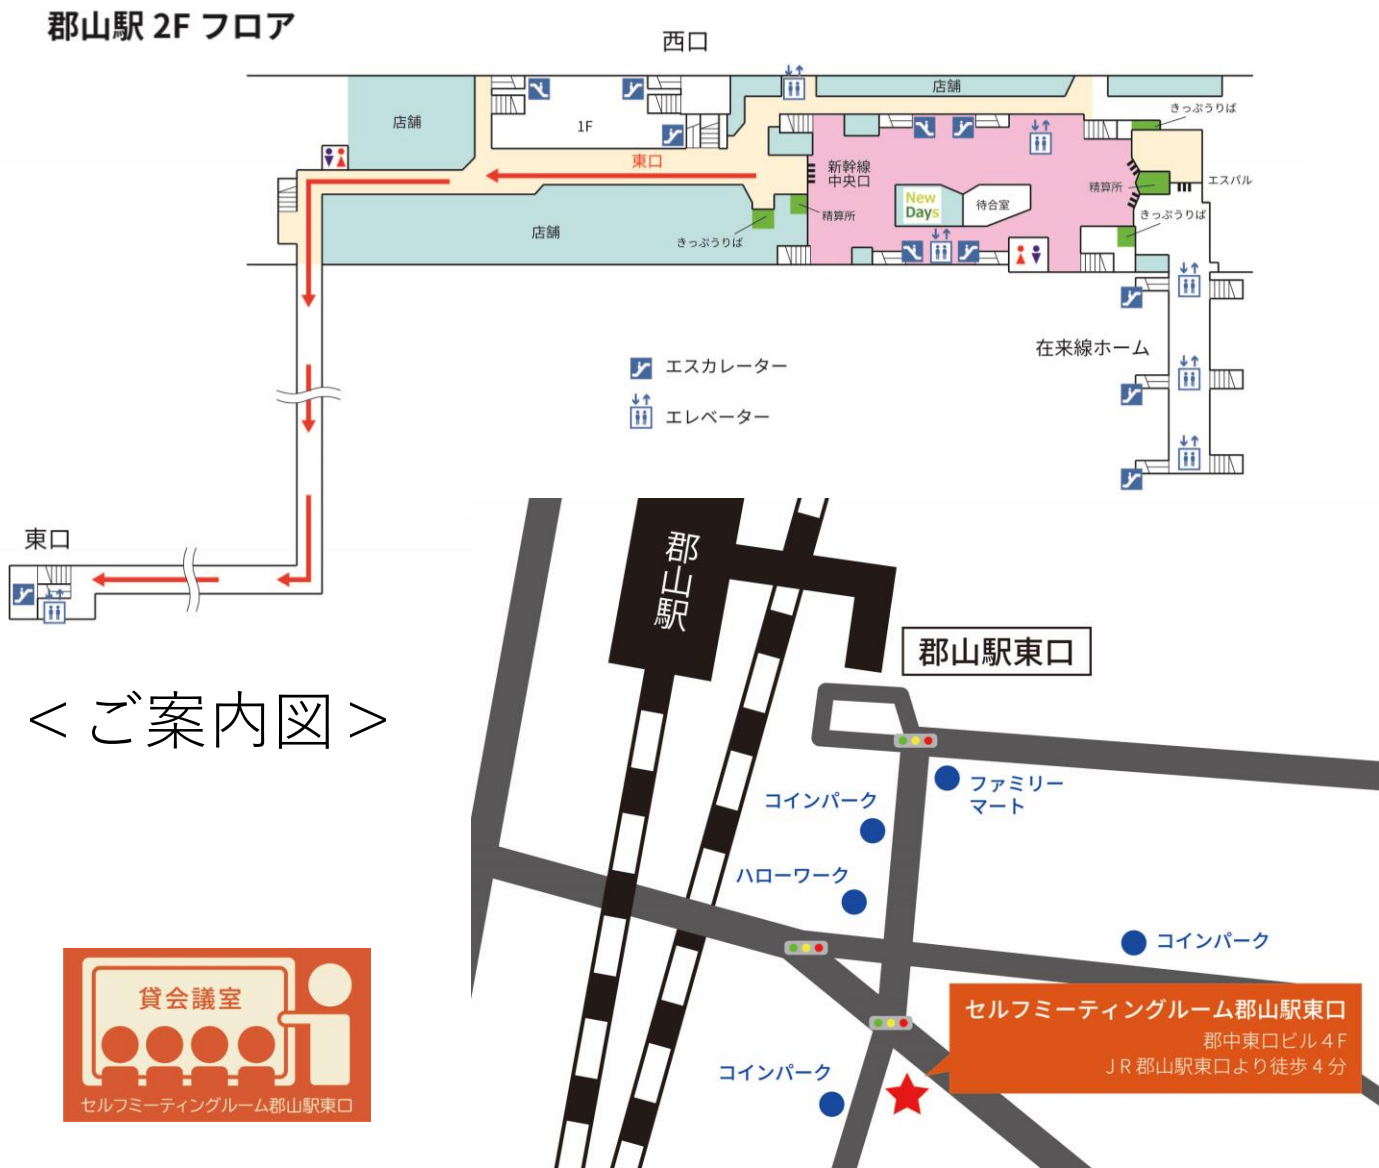 郡山駅 2F フロア
西口
店舗
店舗
きっぷうりば
1F
東口
新幹線
中央口
精算所
エスパル
New
Days
待合室
精算所
きっぷうりば
店舗
きっぷうりば
在来線ホーム
エスカレーター
エレベーター
東口
郡山駅
郡山駅東口
＜ご案内図＞
ファミリー
マート
コインパーク
ハローワーク
コインパーク
セルフミーティングルーム郡山駅東口
郡中東口ビル４F
ＪＲ郡山駅東口より徒歩４分
コインパーク
貸会議室
セルフミーティングルーム郡山駅東口